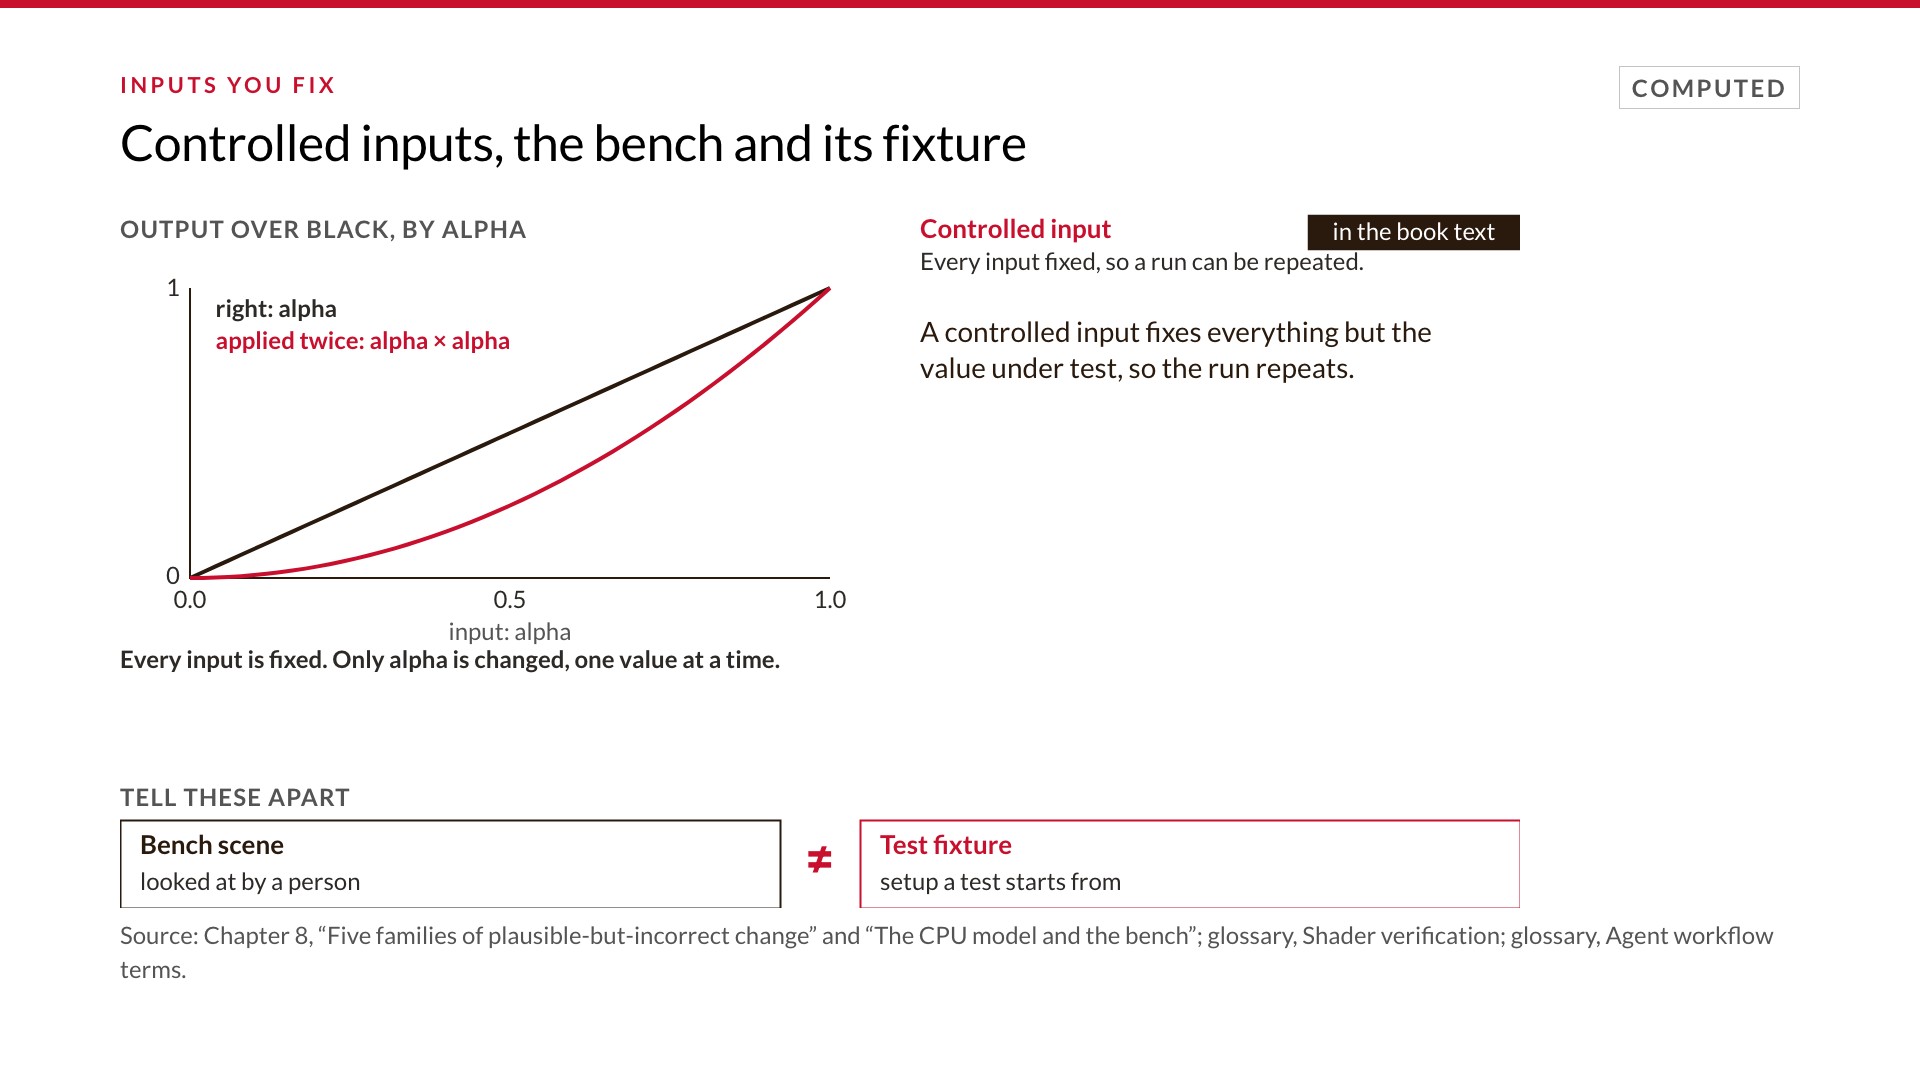 INPUTS YOU FIX
COMPUTED
Controlled inputs, the bench and its fixture
OUTPUT OVER BLACK, BY ALPHA
1
right: alpha
applied twice: alpha × alpha
0
0.0 0.5 1.0
input: alpha
Every input is fixed. Only alpha is changed, one value at a time.
Controlled input
in the book text
Every input fixed, so a run can be repeated.
A controlled input fixes everything but the
value under test, so the run repeats.
TELL THESE APART
Bench scene
looked at by a person
≠
Test fixture
setup a test starts from
Source: Chapter 8, “Five families of plausible-but-incorrect change” and “The CPU model and the bench”; glossary, Shader verification; glossary, Agent workflow
terms.